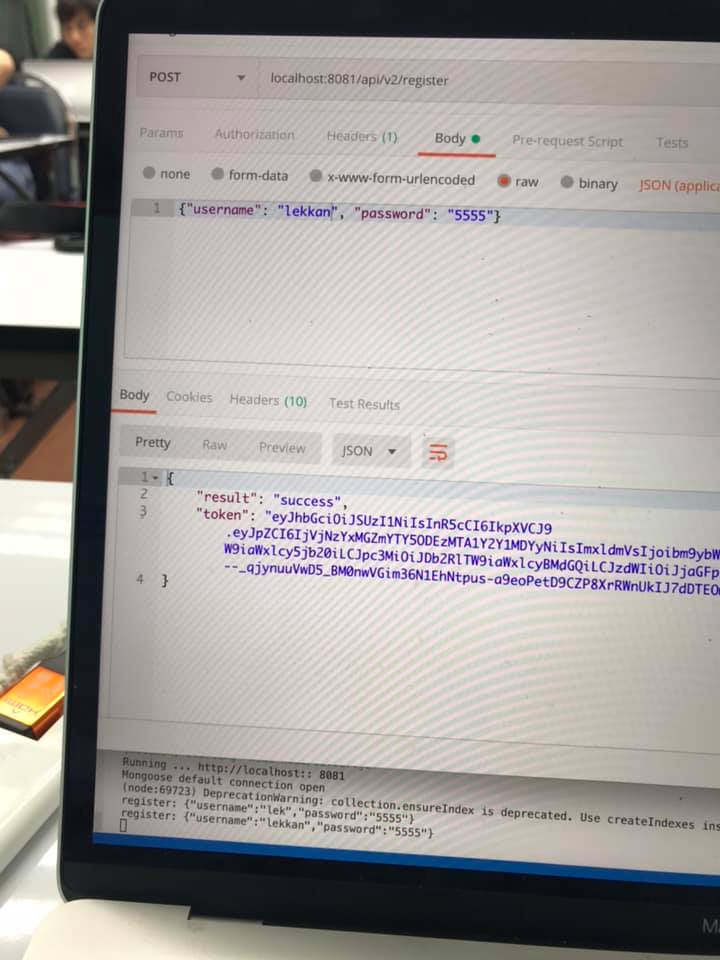 POST localhost:8081/api/v2/register
Params Authorization Headers (1) Body Pre-request Script Tests
none form-data x-www-form-urlencoded raw binary JSON (applica
1 {"username": "lekkan", "password": "5555"}
Body Cookies Headers (10) Test Results
Pretty Raw Preview JSON
1 {
2 "result": "success",
3 "token": "eyJhbGciOiJSUzI1NiIsInR5cCI6IkpXVCJ9
.eyJpZCI6IjVjNzYxMGZmYTY5ODEzMTA1Y2Y1MDYyNiIsImxldmVsIjoibm9ybW
W9iaWxlcy5jb20iLCJpc3MiOiJDb2RlTW9iaWxlcyBMdGQiLCJzdWIiOiJjaGFp
--_qjynuuVwD5_BM0nwVGim36N1EhNtpus-a9eoPetD9CZP8XrRWnUkIJ7dDTEO
4 }
Running ... http://localhost:: 8081
Mongoose default connection open
(node:69723) DeprecationWarning: collection.ensureIndex is deprecated. Use createIndexes ins
register: {"username":"lek","password":"5555"}
register: {"username":"lekkan","password":"5555"}